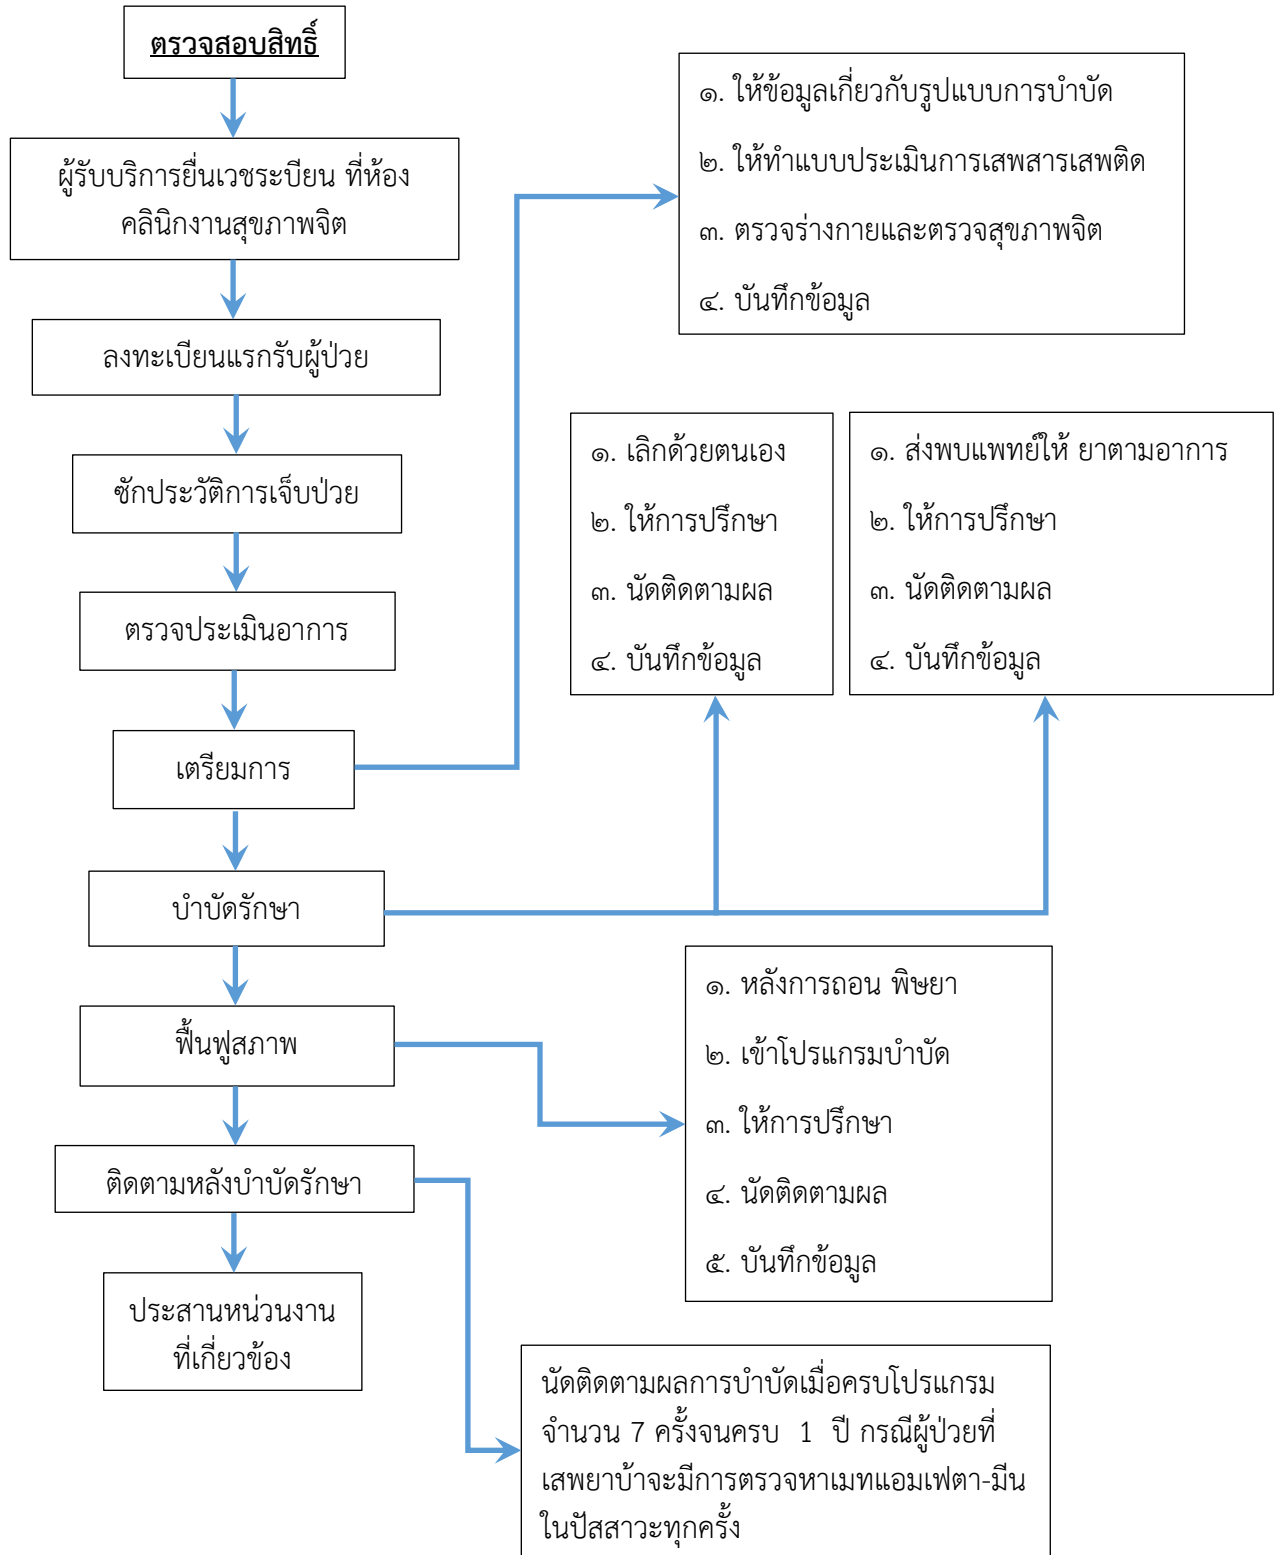 ตรวจสอบสิทธิ์
ผู้รับบริการยื่นเวชระบียน ที่ห้อง
คลินิกงานสุขภาพจิต
ลงทะเบียนแรกรับผู้ป่วย
ซักประวัติการเจ็บป่วย
ตรวจประเมินอาการ
เตรียมการ
๑. ให้ข้อมูลเกี่ยวกับรูปแบบการบำบัด
๒. ให้ทำแบบประเมินการเสพสารเสพติด
๓. ตรวจร่างกายและตรวจสุขภาพจิต
๔. บันทึกข้อมูล
บำบัดรักษา
๑. เลิกด้วยตนเอง
๒. ให้การปรึกษา
๓. นัดติดตามผล
๔. บันทึกข้อมูล
๑. ส่งพบแพทย์ให้ ยาตามอาการ
๒. ให้การปรึกษา
๓. นัดติดตามผล
๔. บันทึกข้อมูล
ฟื้นฟูสภาพ
๑. หลังการถอน พิษยา
๒. เข้าโปรแกรมบำบัด
๓. ให้การปรึกษา
๔. นัดติดตามผล
๕. บันทึกข้อมูล
ติดตามหลังบำบัดรักษา
นัดติดตามผลการบำบัดเมื่อครบโปรแกรม
จำนวน 7 ครั้งจนครบ 1 ปี กรณีผู้ป่วยที่
เสพยาบ้าจะมีการตรวจหาเมทแอมเฟตา-มีน
ในปัสสาวะทุกครั้ง
ประสานหน่วนงาน
ที่เกี่ยวข้อง